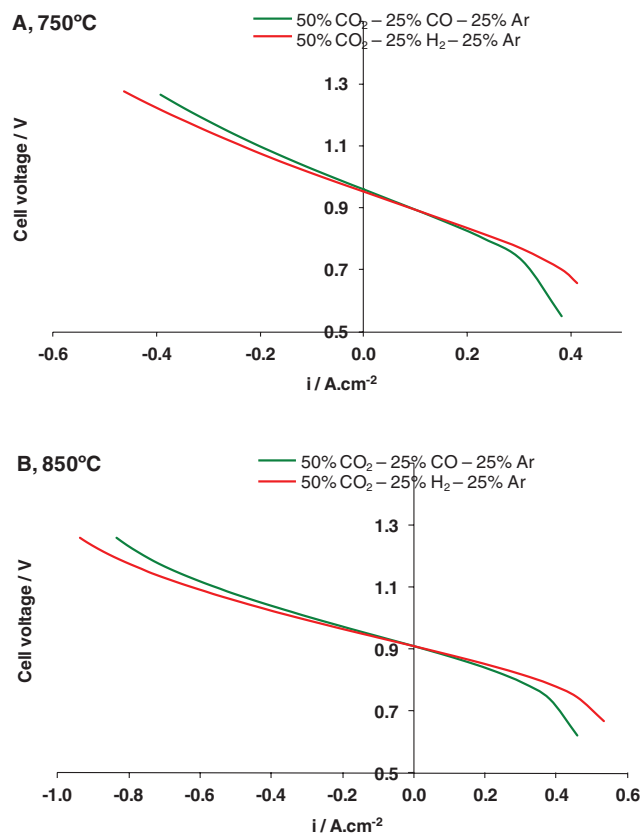 A, 750ºC
50% CO₂ – 25% CO – 25% Ar
50% CO₂ – 25% H₂ – 25% Ar
Cell voltage / V
1.3
1.1
0.9
0.7
0.5
-0.6 -0.4 -0.2 0.0 0.2 0.4
i / A.cm⁻²
B, 850ºC
50% CO₂ – 25% CO – 25% Ar
50% CO₂ – 25% H₂ – 25% Ar
Cell voltage / V
1.3
1.1
0.9
0.7
0.5
-1.0 -0.8 -0.6 -0.4 -0.2 0.0 0.2 0.4 0.6
i / A.cm⁻²